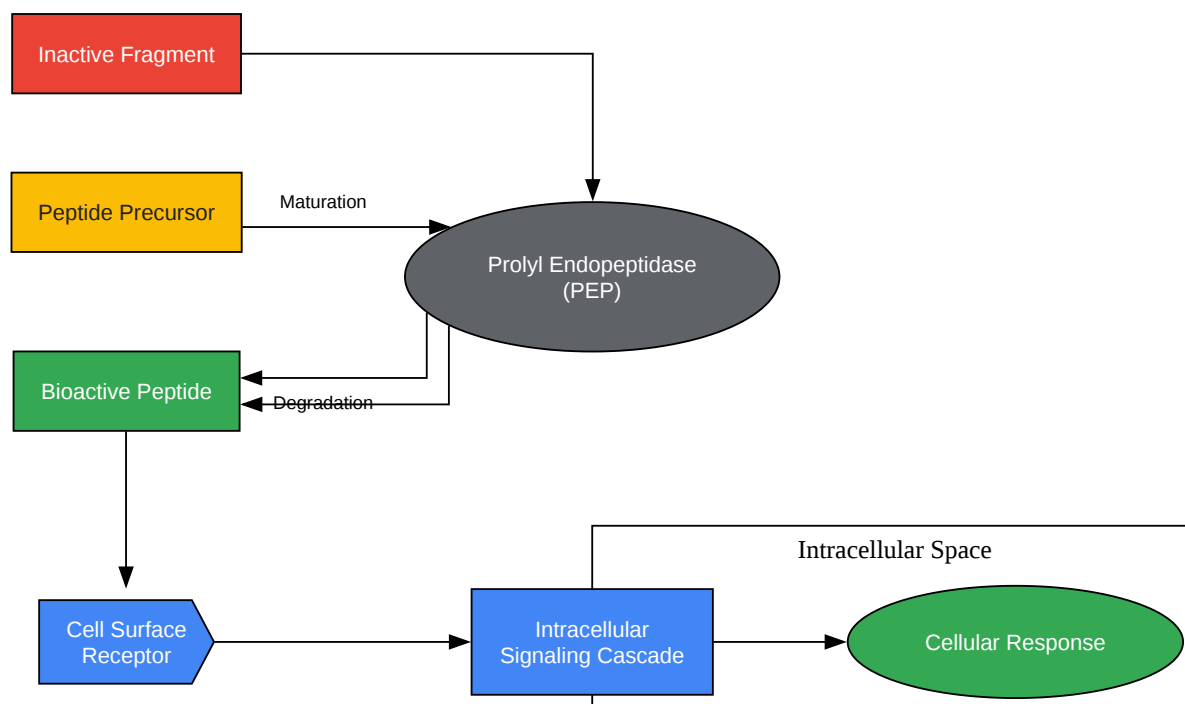 Inactive Fragment
Peptide Precursor
Maturation
Prolyl Endopeptidase
(PEP)
Bioactive Peptide
Degradation
Intracellular Space
Cell Surface
Receptor
Intracellular
Signaling Cascade
Cellular Response